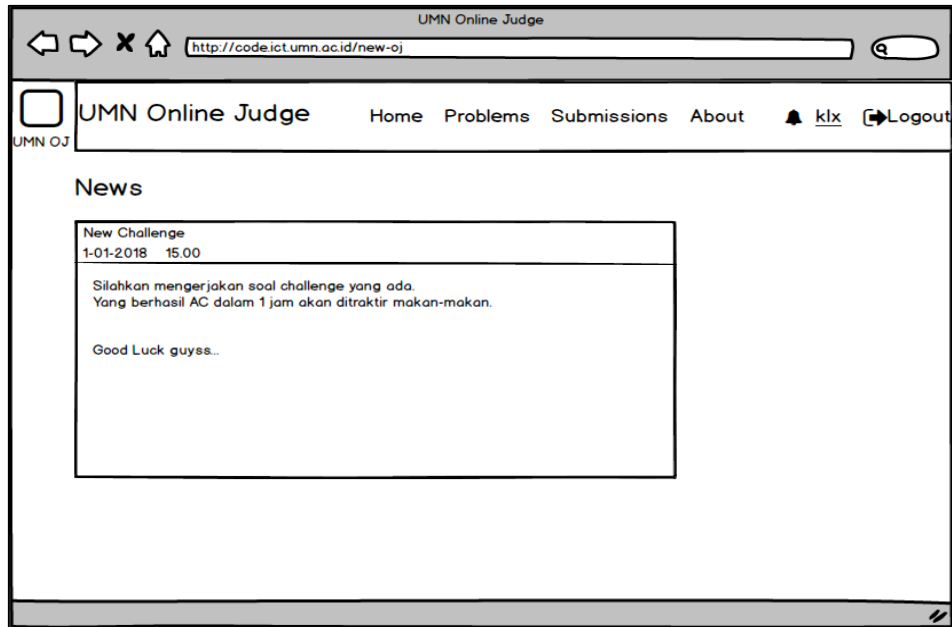 UMN Online Judge
http://code.ict.umn.ac.id/new-oj
UMN OJ
UMN Online Judge Home Problems Submissions About klx Logout
News
New Challenge
1-01-2018 15.00
Silahkan mengerjakan soal challenge yang ada.
Yang berhasil AC dalam 1 jam akan ditraktir makan-makan.
Good Luck guyss...